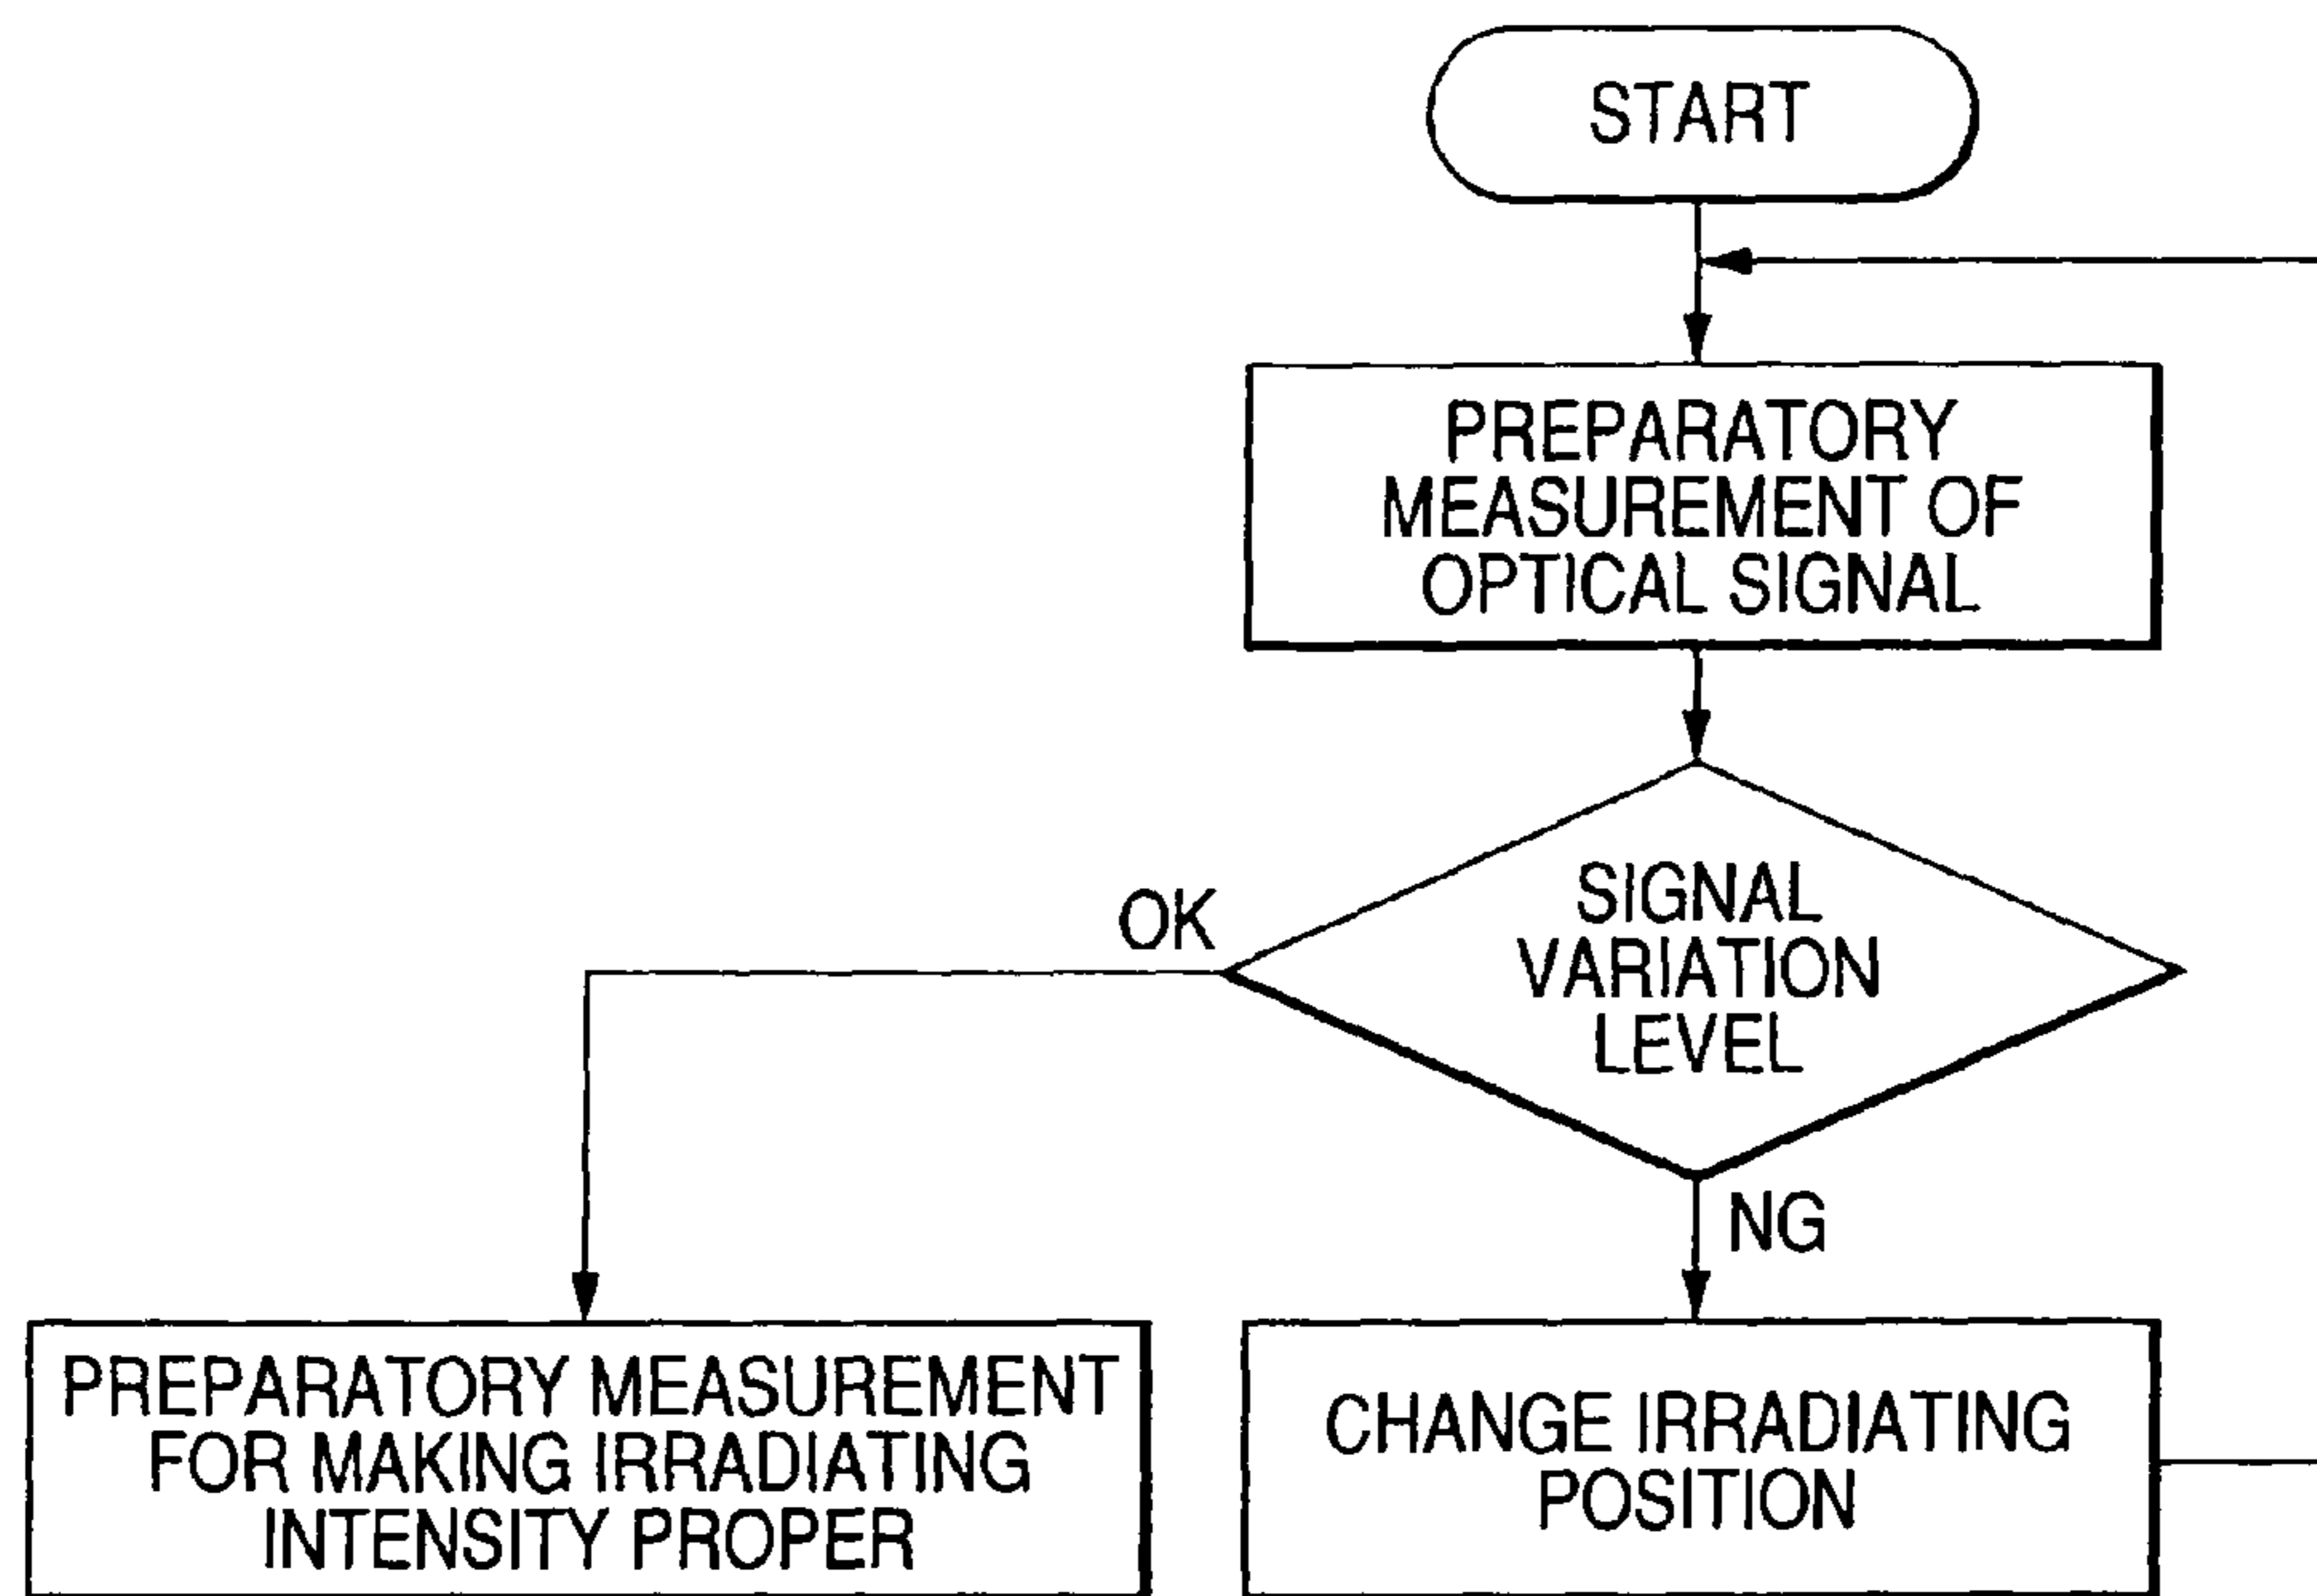 START
PREPARATORY
MEASUREMENT OF
OPTICAL SIGNAL
SIGNAL
VARIATION
LEVEL
OK
NG
PREPARATORY MEASUREMENT
FOR MAKING IRRADIATING
INTENSITY PROPER
CHANGE IRRADIATING
POSITION